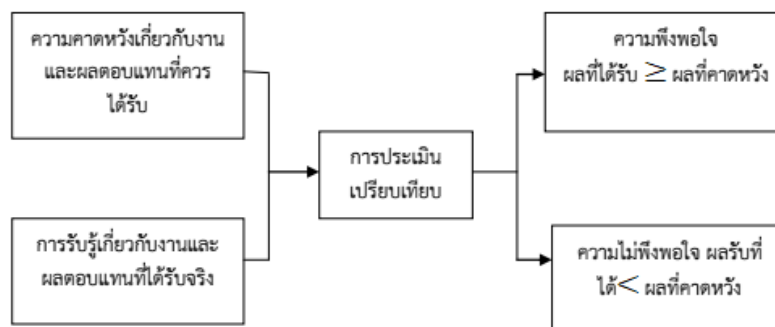 ความคาดหวังเกี่ยวกับงาน
และผลตอบแทนที่ควร
ได้รับ
การรับรู้เกี่ยวกับงานและ
ผลตอบแทนที่ได้รับจริง
การประเมิน
เปรียบเทียบ
ความพึงพอใจ
ผลที่ได้รับ ≥ ผลที่คาดหวัง
ความไม่พึงพอใจ ผลรับที่
ได้< ผลที่คาดหวัง